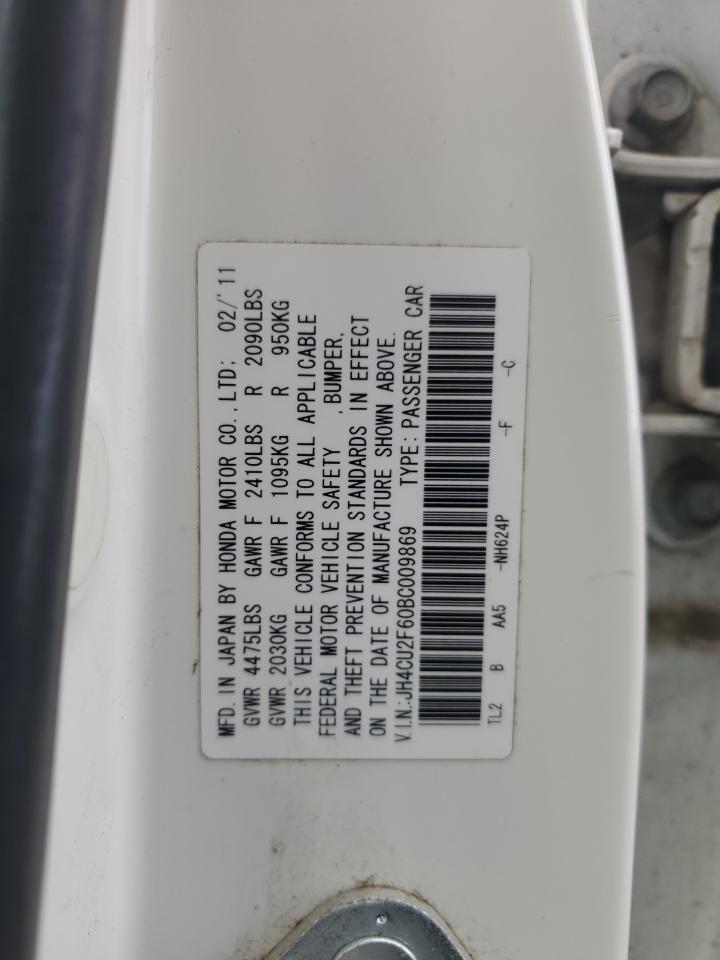 MFD. IN JAPAN BY HONDA MOTOR CO., LTD: 02/'11
GVWR 4475LBS GAWR F 2410LBS R 2090LBS
GVWR 2030KG GAWR F 1095KG R 950KG
THIS VEHICLE CONFORMS TO ALL APPLICABLE
FEDERAL MOTOR VEHICLE SAFETY , BUMPER,
AND THEFT PREVENTION STANDARDS IN EFFECT
ON THE DATE OF MANUFACTURE SHOWN ABOVE.
V.I.N.:JH4CU2F60BC009869 TYPE: PASSENGER CAR
TL2 B AA5 -NH624P -F -C